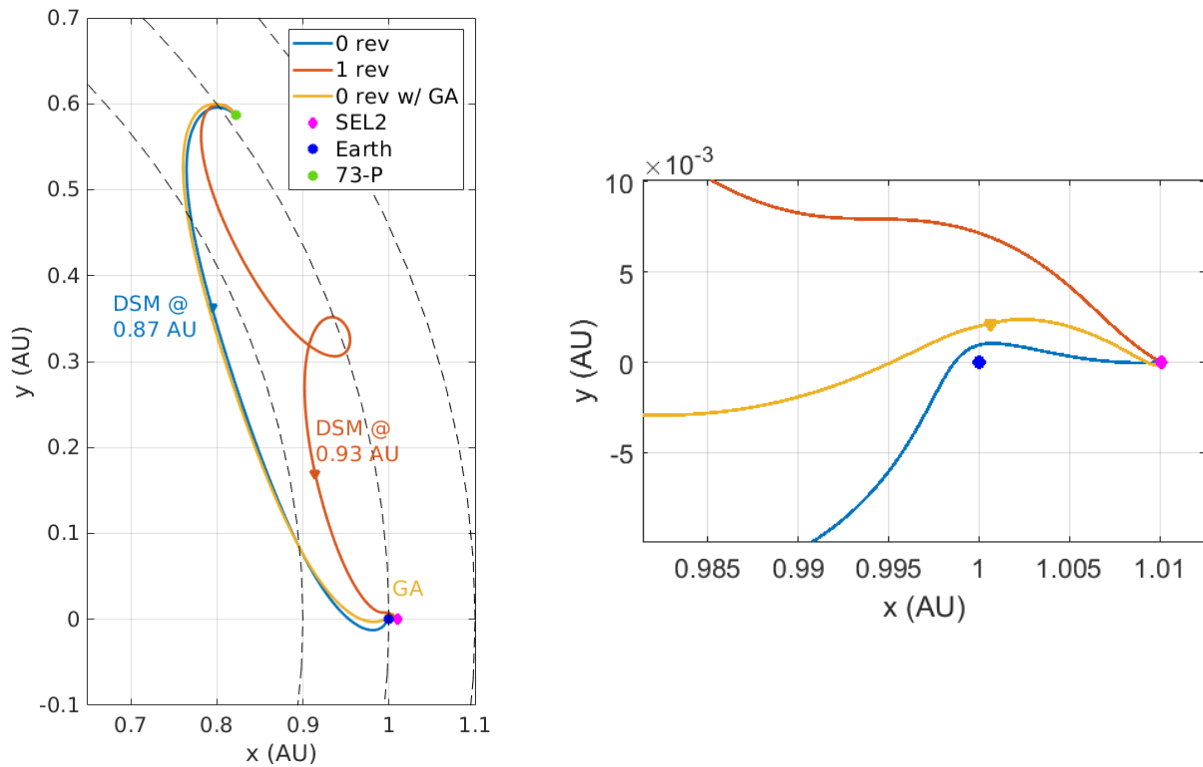 0.7
0.6
0.5
0.4
0.3
0.2
0.1
0
-0.1
y (AU)
0.7
0.8
0.9
1
1.1
x (AU)
0 rev
1 rev
0 rev w/ GA
SEL2
Earth
73-P
DSM @
0.87 AU
DSM @
0.93 AU
GA
×10⁻³
10
5
0
-5
y (AU)
0.985
0.99
0.995
1
1.005
1.01
x (AU)